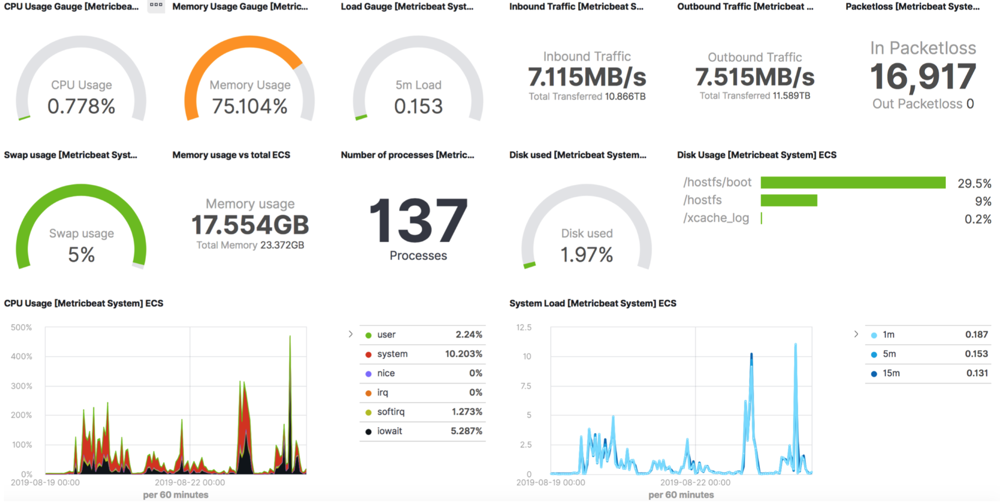 CPU Usage Gauge [Metricbea...
Memory Usage Gauge [Metric...
Load Gauge [Metricbeat Syst...
Inbound Traffic [Metricbeat S...
Outbound Traffic [Metricbeat ...
Packetloss [Metricbeat Syste...
CPU Usage
0.778%
Memory Usage
75.104%
5m Load
0.153
Inbound Traffic
7.115MB/s
Total Transferred 10.866TB
Outbound Traffic
7.515MB/s
Total Transferred 11.589TB
In Packetloss
16,917
Out Packetloss 0
Swap usage [Metricbeat Syst...
Memory usage vs total ECS
Number of processes [Metric...
Disk used [Metricbeat System...
Disk Usage [Metricbeat System] ECS
Swap usage
5%
Memory usage
17.554GB
Total Memory 23.372GB
137
Processes
Disk used
1.97%
/hostfs/boot 29.5%
/hostfs 9%
/xcache_log 0.2%
CPU Usage [Metricbeat System] ECS
500%
400%
300%
200%
100%
0%
2019-08-19 00:00
2019-08-22 00:00
per 60 minutes
user 2.24%
system 10.203%
nice 0%
irq 0%
softirq 1.273%
iowait 5.287%
System Load [Metricbeat System] ECS
12.5
10
7.5
5
2.5
0
2019-08-19 00:00
2019-08-22 00:00
per 60 minutes
1m 0.187
5m 0.153
15m 0.131